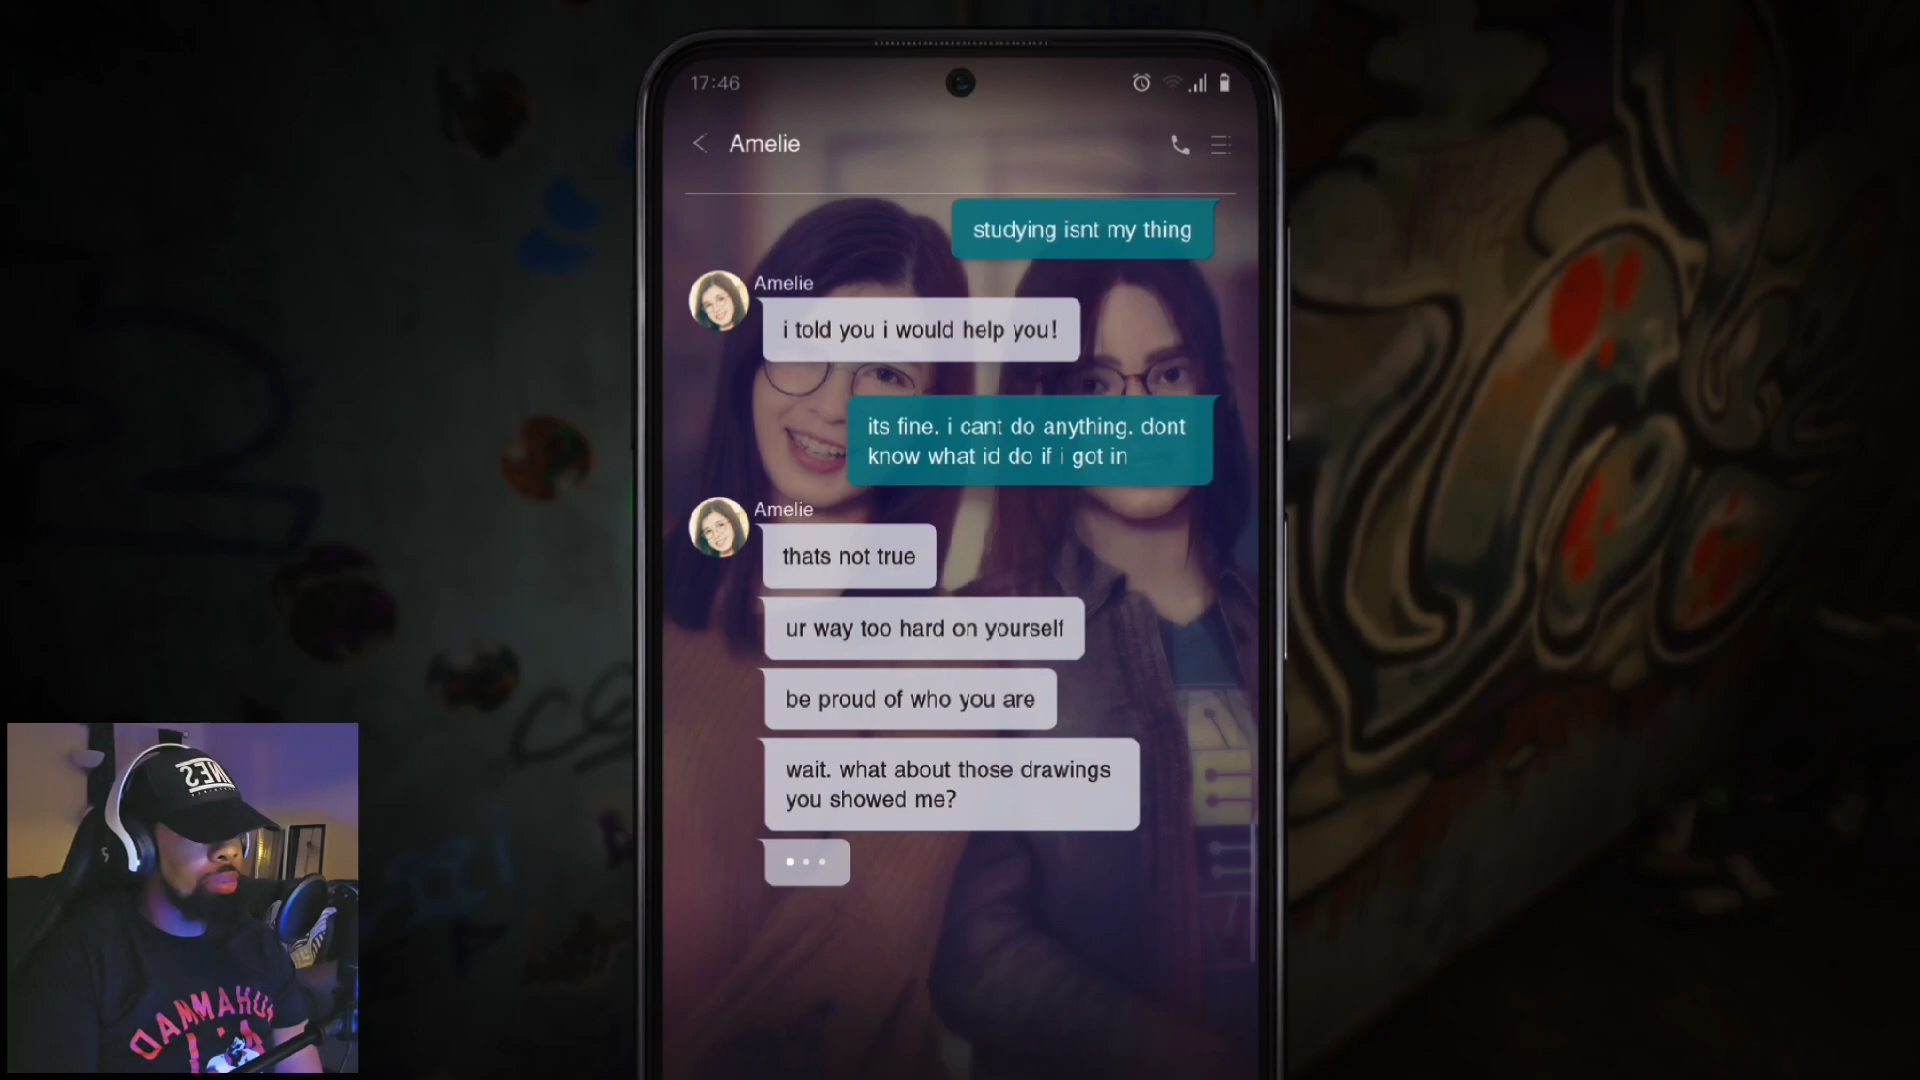 17:46
Amelie
studying isnt my thing
Amelie
i told you i would help you!
its fine. i cant do anything. dont
know what id do if i got in
Amelie
thats not true
ur way too hard on yourself
be proud of who you are
wait. what about those drawings
you showed me?